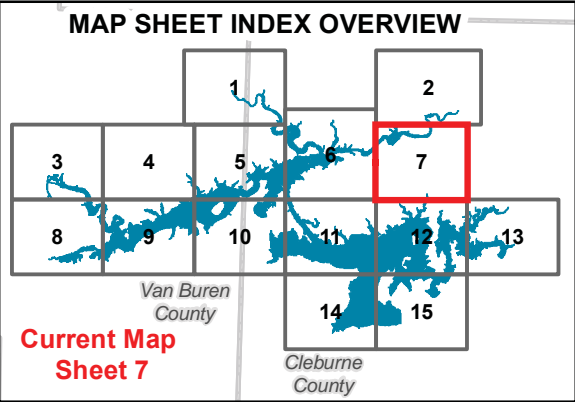 MAP SHEET INDEX OVERVIEW
1
2
3
4
5
6
7
8
9
10
11
12
13
14
15
Van Buren
County
Current Map
Sheet 7
Cleburne
County